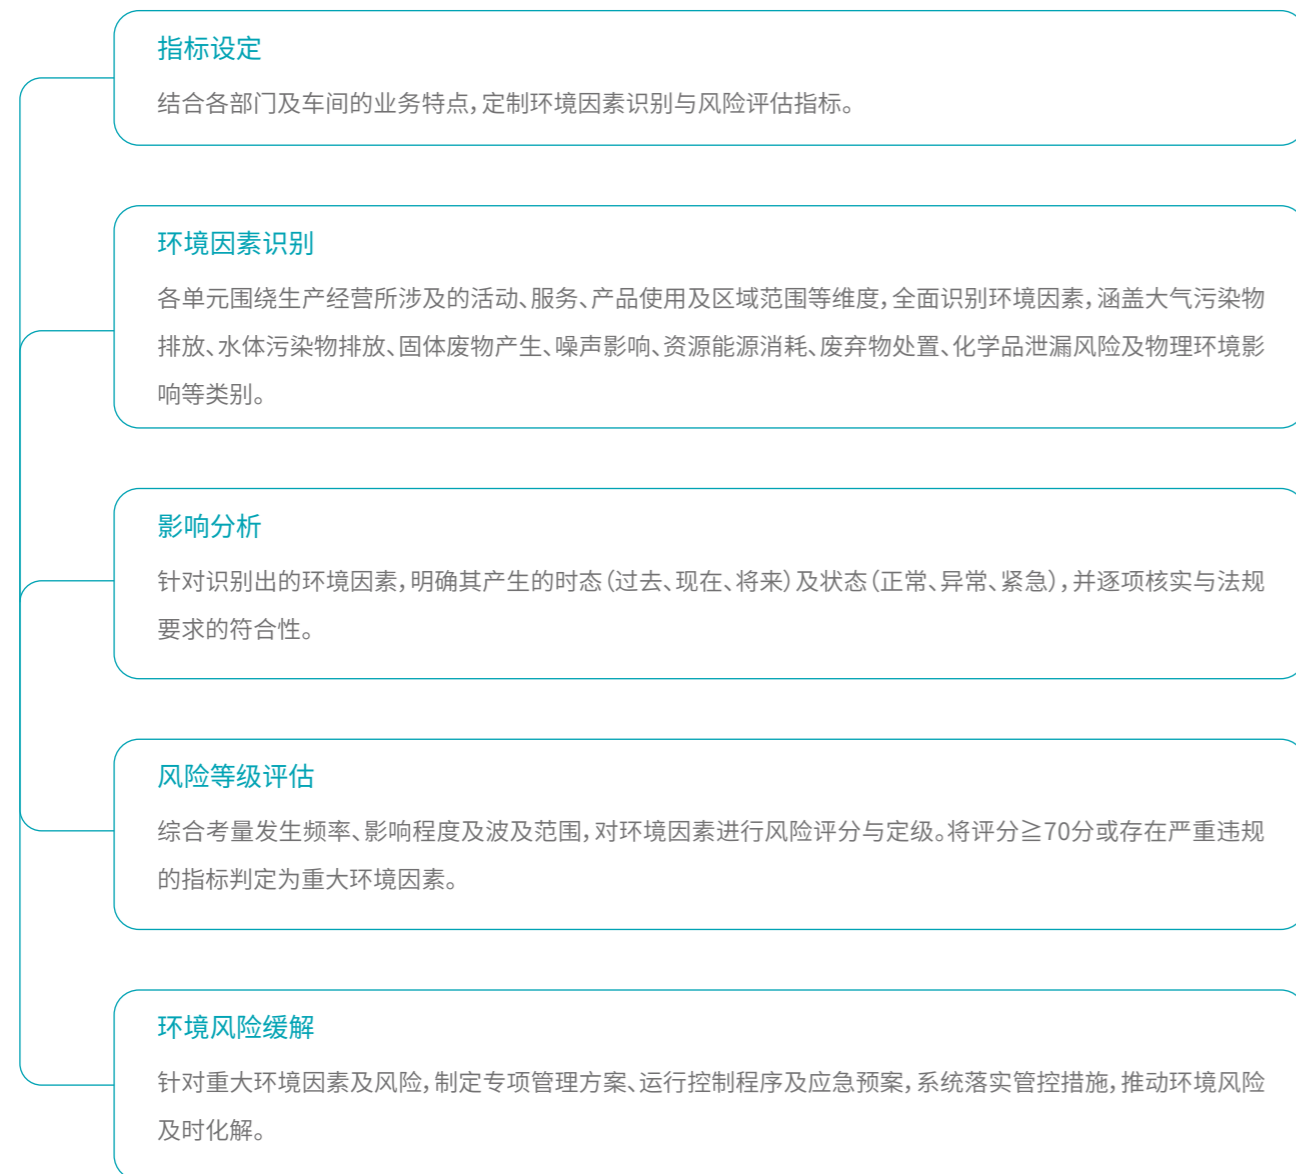 指标设定
结合各部门及车间的业务特点，定制环境因素识别与风险评估指标。
环境因素识别
各单元围绕生产经营所涉及的活动、服务、产品使用及区域范围等维度，全面识别环境因素，涵盖大气污染物
排放、水体污染物排放、固体废物产生、噪声影响、资源能源消耗、废弃物处置、化学品泄漏风险及物理环境影
响等类别。
影响分析
针对识别出的环境因素，明确其产生的时态（过去、现在、将来）及状态（正常、异常、紧急），并逐项核实与法规
要求的符合性。
风险等级评估
综合考量发生频率、影响程度及波及范围，对环境因素进行风险评分与定级。将评分≧70分或存在严重违规
的指标判定为重大环境因素。
环境风险缓解
针对重大环境因素及风险，制定专项管理方案、运行控制程序及应急预案，系统落实管控措施，推动环境风险
及时化解。